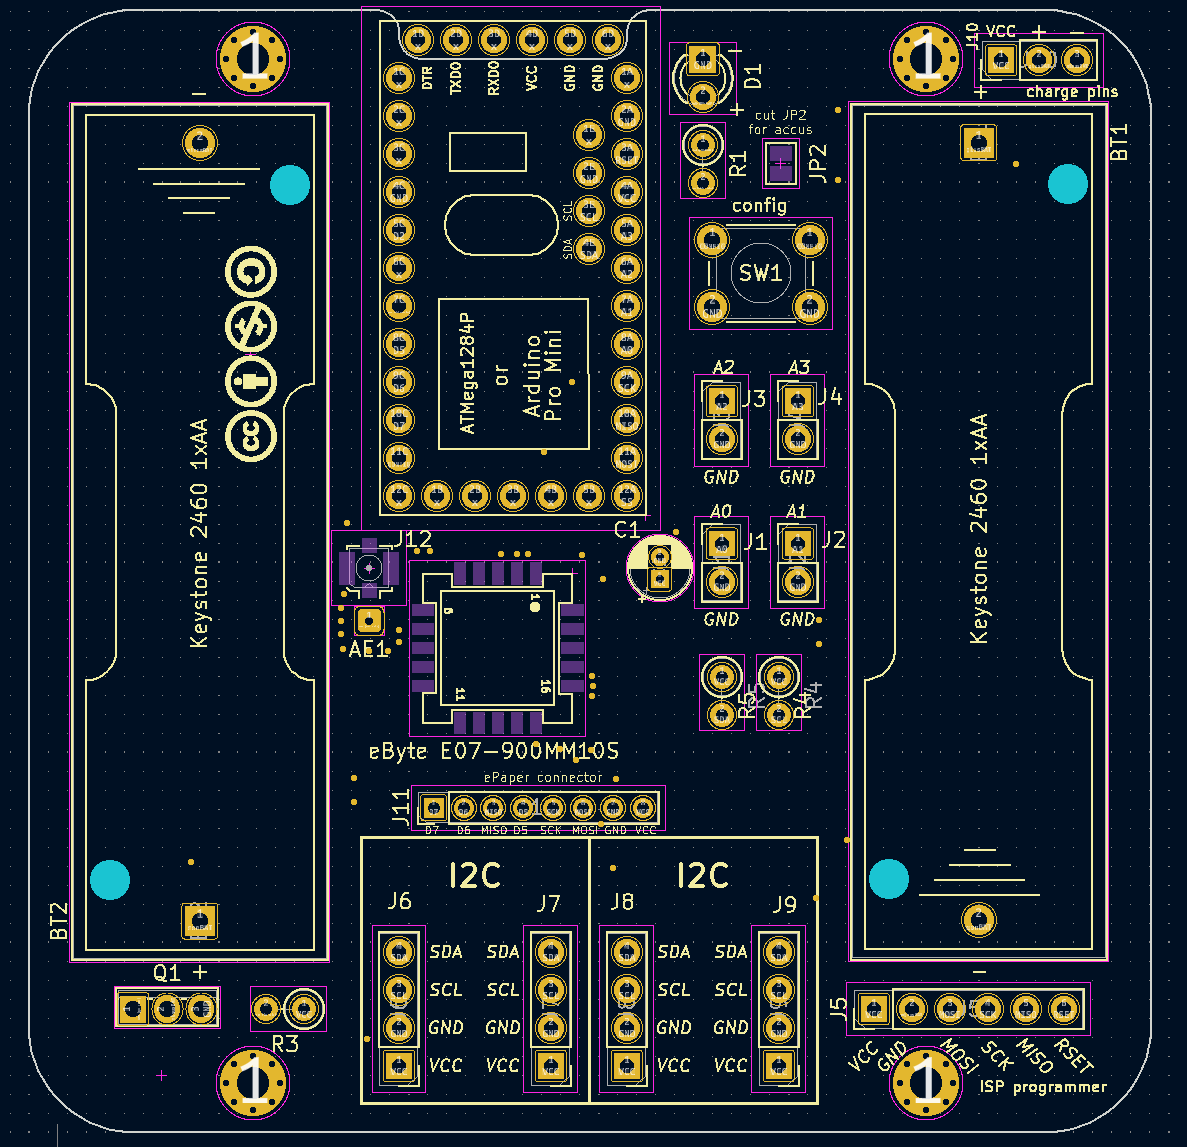 1
1
J10
VCC + −
+
charge pins
−
D1
+
cut JP2
for accus
R1
JP2
config
SW1
BT1
DTR
TXDO
RXDO
VCC
GND
GND
SCL
SDA
ATMega1284P
or
Arduino
Pro Mini
Keystone 2460 1xAA
Keystone 2460 1xAA
cc
A2
A3
J3
J4
GND
GND
A0
A1
J1
J2
GND
GND
C1
+
J12
AE1
1
6
11
16
R5
R4
eByte E07-900MM10S
ePaper connector
J11
D7 D6 MISO D5 SCK MOSI GND VCC
I2C
I2C
J6
J7
J8
J9
SDA SDA SDA SDA
SCL SCL SCL SCL
GND GND GND GND
VCC VCC VCC VCC
BT2
Q1 +
R3
−
J5
VCC
GND
MOSI
SCK
MISO
RSET
ISP programmer
1
1